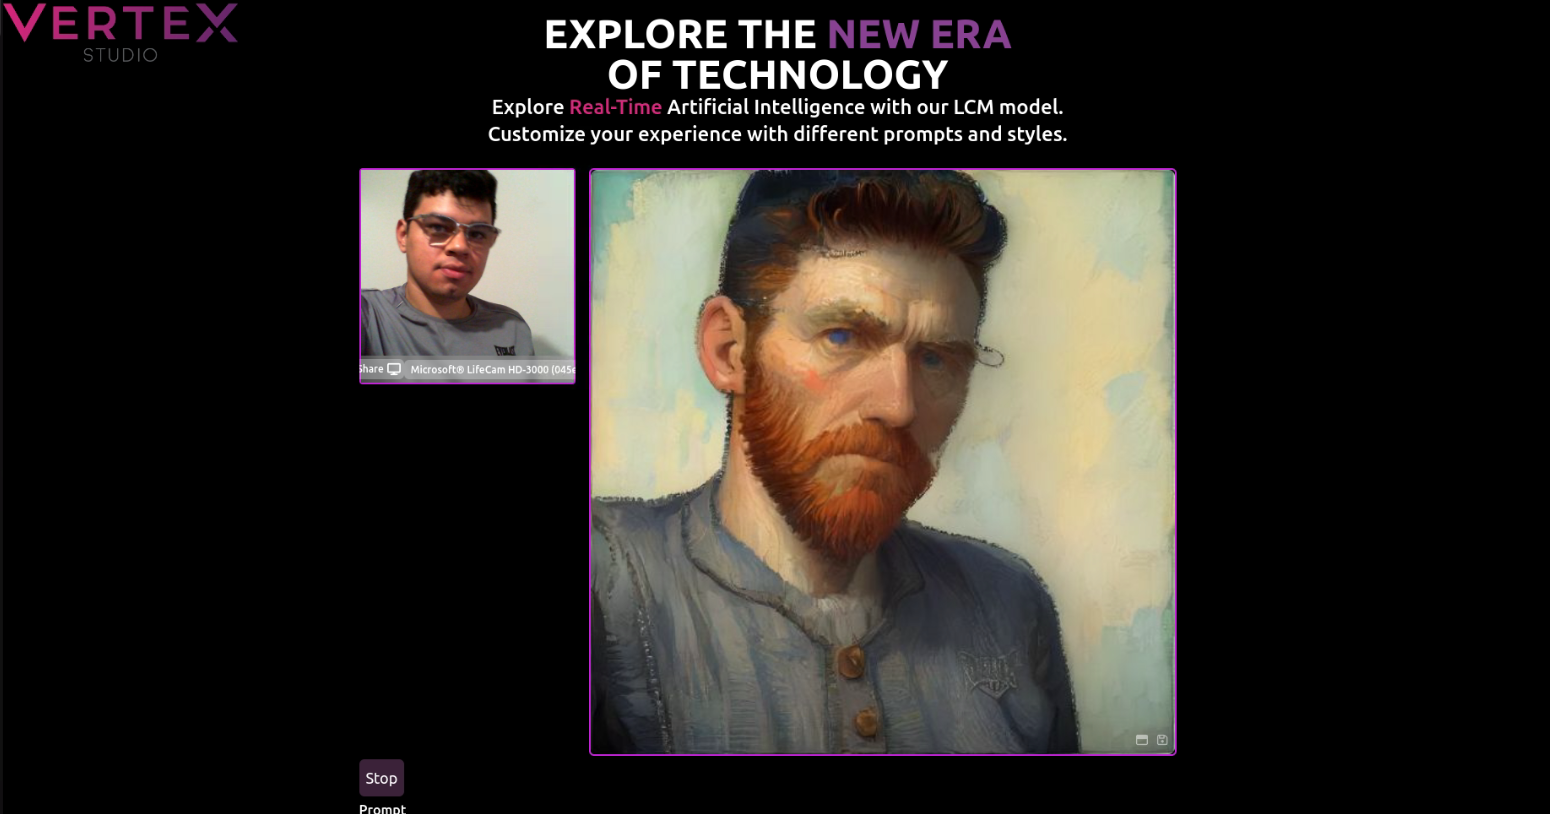 VERTEX
STUDIO
EXPLORE THE NEW ERA
OF TECHNOLOGY
Explore Real-Time Artificial Intelligence with our LCM model.
Customize your experience with different prompts and styles.
Share
Microsoft® LifeCam HD-3000 (045e
Stop
Prompt